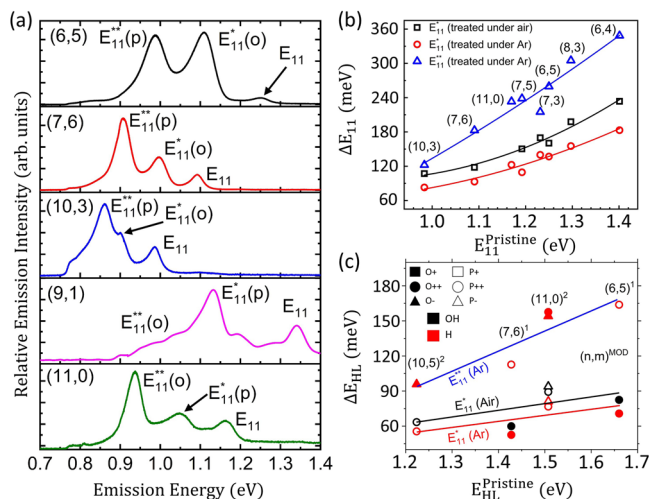 (a)
Relative Emission Intensity (arb. units)
(6,5)
E**11(p)
E*11(o)
E11
(7,6)
E**11(p)
E*11(o)
E11
(10,3)
E**11(p)
E*11(o)
E11
(9,1)
E**11(o)
E*11(p)
E11
(11,0)
E**11(o)
E*11(p)
E11
0.7 0.8 0.9 1.0 1.1 1.2 1.3 1.4
Emission Energy (eV)
(b)
ΔE11 (meV)
360
300
240
180
120
60
E*11 (treated under air)
E*11 (treated under Ar)
E**11 (treated under Ar)
(10,3)
(7,6)
(11,0)
(7,5)
(7,3)
(6,5)
(8,3)
(6,4)
0.9 1.0 1.1 1.2 1.3 1.4
E11Pristine (eV)
(c)
ΔEHL (meV)
180
150
120
90
60
30
O+ P+
O++ P++
O- P-
OH
H
(10,5)2
(7,6)1
(11,0)2
(6,5)1
(n,m)MOD
E**11 (Ar)
E*11 (Air)
E*11 (Ar)
1.2 1.3 1.4 1.5 1.6 1.7
EHLPristine (eV)